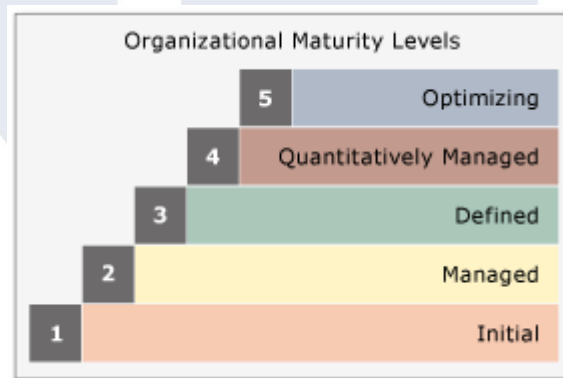 Organizational Maturity Levels
5 Optimizing
4 Quantitatively Managed
3 Defined
2 Managed
1 Initial